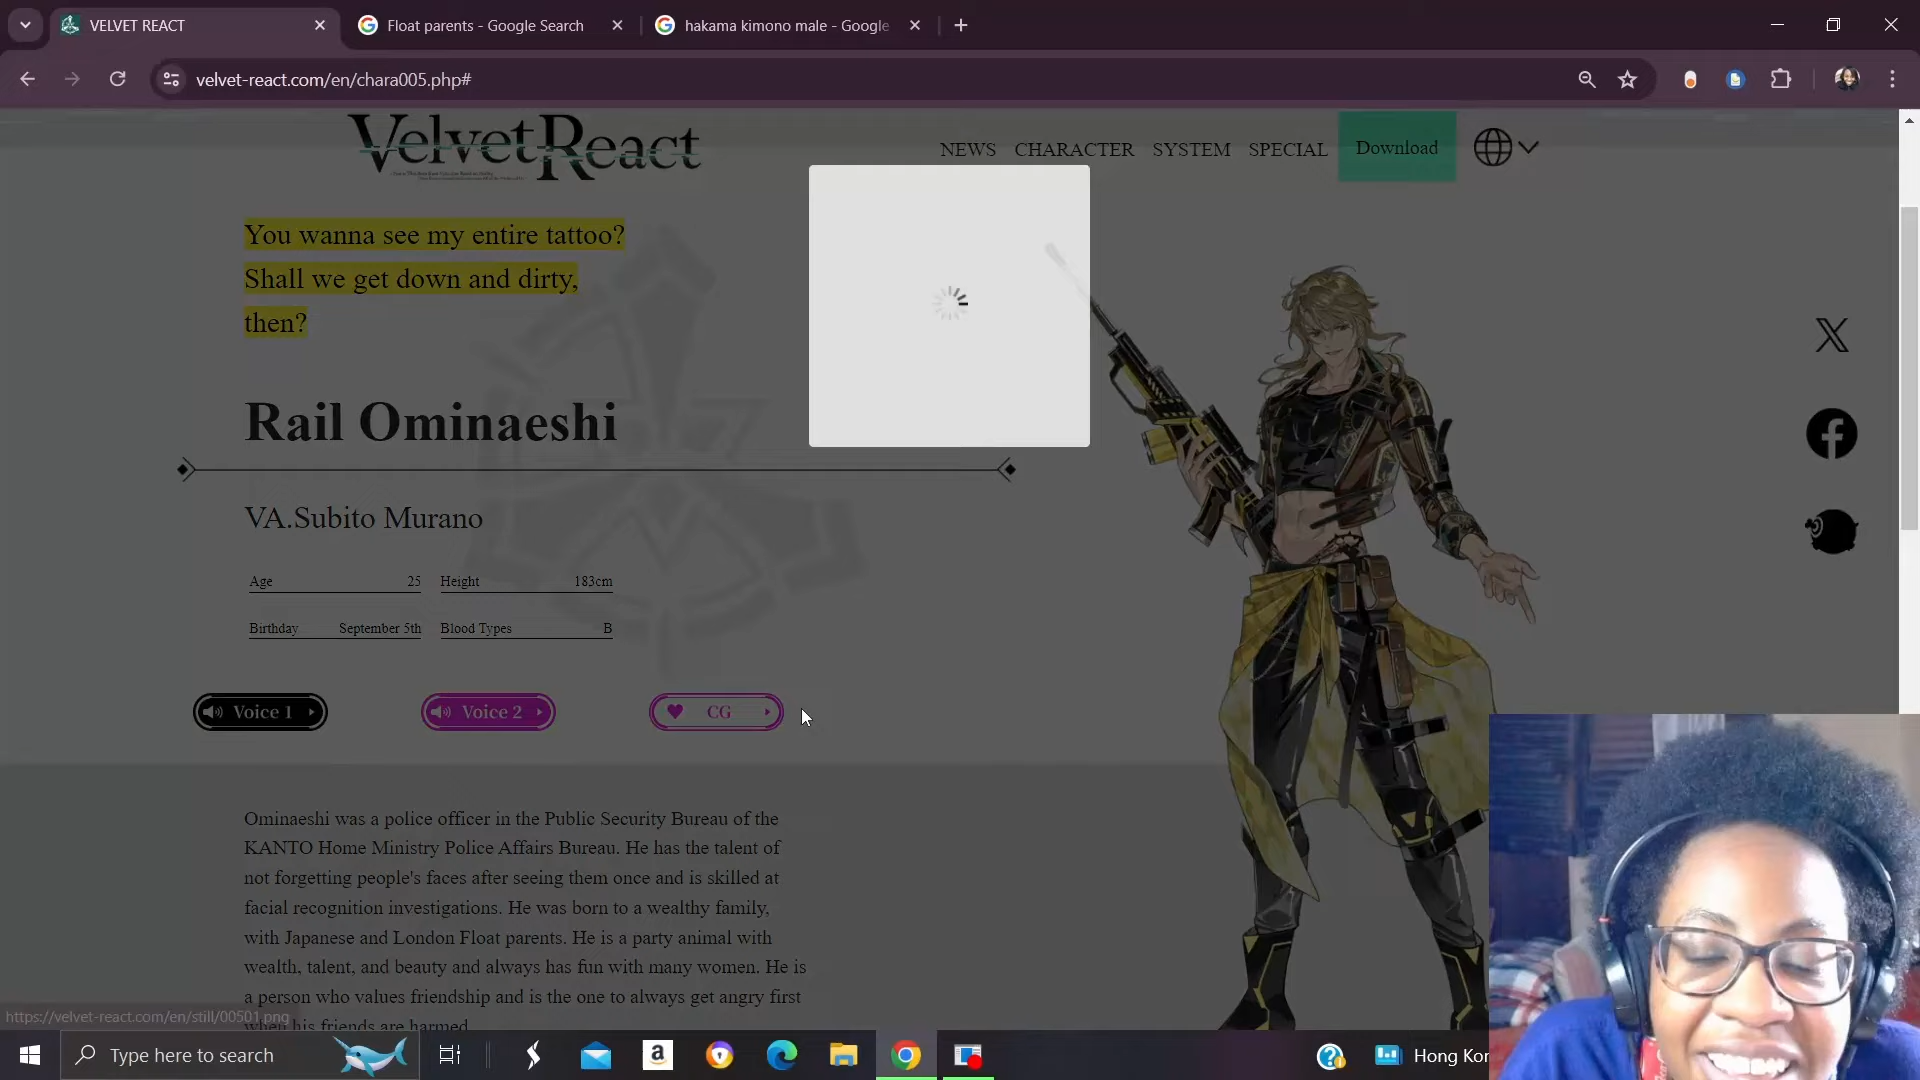 VELVET REACT
Float parents - Google Search
hakama kimono male - Google
velvet-react.com/en/chara005.php#
VelvetReact
NEWS
CHARACTER
SYSTEM
SPECIAL
Download
You wanna see my entire tattoo?
Shall we get down and dirty,
then?
Rail Ominaeshi
VA.Subito Murano
Age 25 Height 183cm
Birthday September 5th Blood Types B
Voice 1
Voice 2
CG
Ominaeshi was a police officer in the Public Security Bureau of the
KANTO Home Ministry Police Affairs Bureau. He has the talent of
not forgetting people's faces after seeing them once and is skilled at
facial recognition investigations. He was born to a wealthy family,
with Japanese and London Float parents. He is a party animal with
wealth, talent, and beauty and always has fun with many women. He is
a person who values friendship and is the one to always get angry first
when his friends are harmed.
https://velvet-react.com/en/still/00501.png
Type here to search
Hong Kor